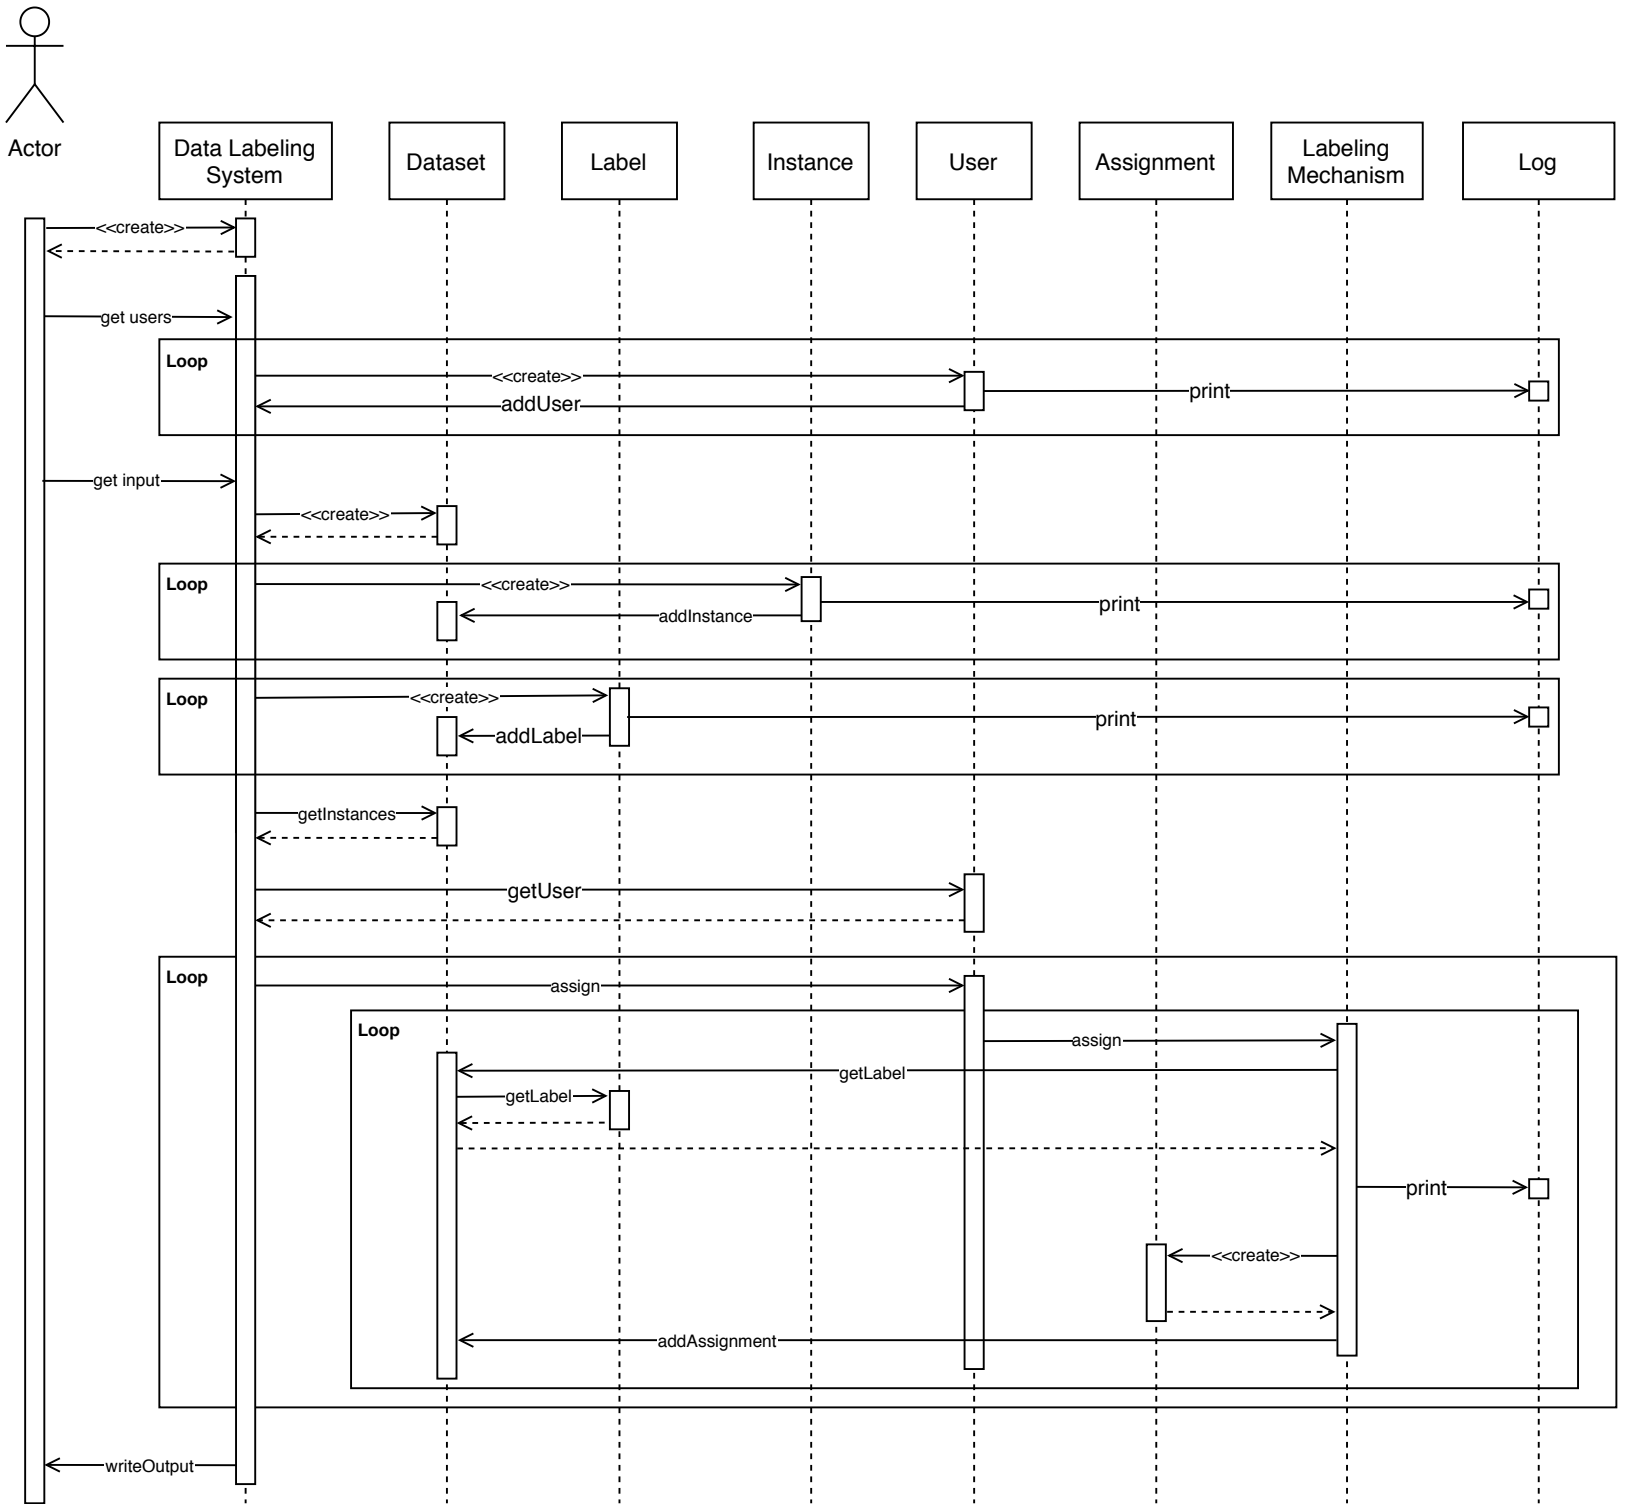 Actor
Data Labeling
System
Dataset
Label
Instance
User
Assignment
Labeling
Mechanism
Log
<<create>>
get users
Loop
<<create>>
print
addUser
get input
<<create>>
Loop
<<create>>
print
addInstance
Loop
<<create>>
print
addLabel
getInstances
getUser
Loop
assign
Loop
assign
getLabel
getLabel
print
<<create>>
addAssignment
writeOutput